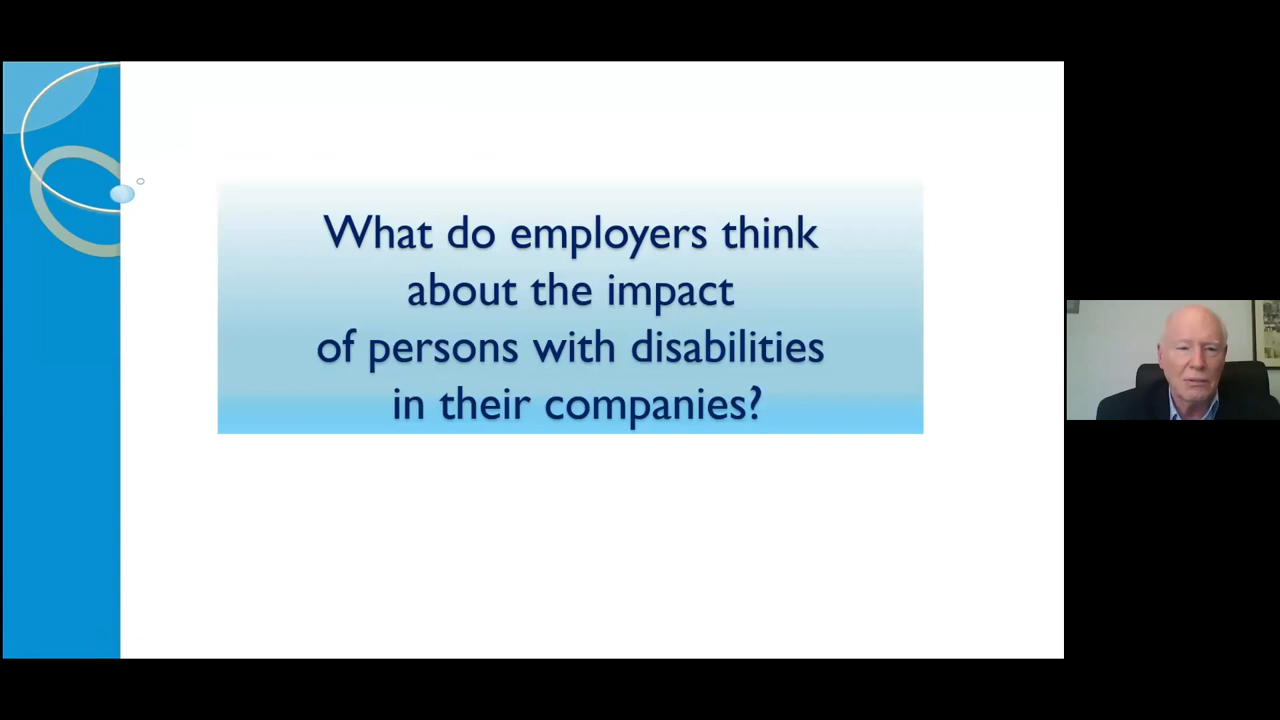 What do employers think
about the impact
of persons with disabilities
in their companies?